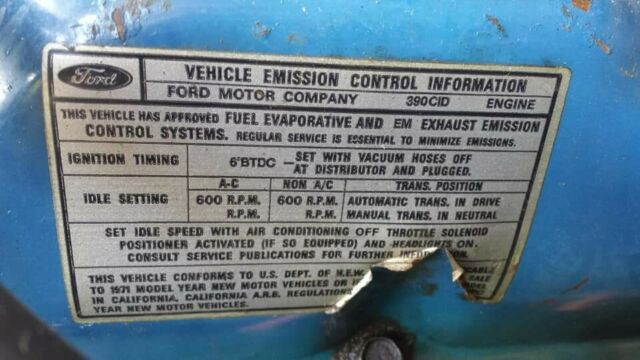 Ford
VEHICLE EMISSION CONTROL INFORMATION
FORD MOTOR COMPANY 390CID ENGINE
THIS VEHICLE HAS APPROVED FUEL EVAPORATIVE AND EM EXHAUST EMISSION
CONTROL SYSTEMS. REGULAR SERVICE IS ESSENTIAL TO MINIMIZE EMISSIONS.
IGNITION TIMING 6°BTDC — SET WITH VACUUM HOSES OFF
AT DISTRIBUTOR AND PLUGGED.
A-C NON A/C TRANS. POSITION
IDLE SETTING 600 R.P.M. 600 R.P.M. AUTOMATIC TRANS. IN DRIVE
R.P.M. R.P.M. MANUAL TRANS. IN NEUTRAL
SET IDLE SPEED WITH AIR CONDITIONING OFF THROTTLE SOLENOID
POSITIONER ACTIVATED (IF SO EQUIPPED) AND HEADLIGHTS ON.
CONSULT SERVICE PUBLICATIONS FOR FURTHER
THIS VEHICLE CONFORMS TO U.S. DEPT. OF H.E.W.
TO 1971 MODEL YEAR NEW MOTOR VEHICLES SALE
IN CALIFORNIA, CALIFORNIA A.R.B. REGULATIONS
YEAR NEW MOTOR VEHICLES.